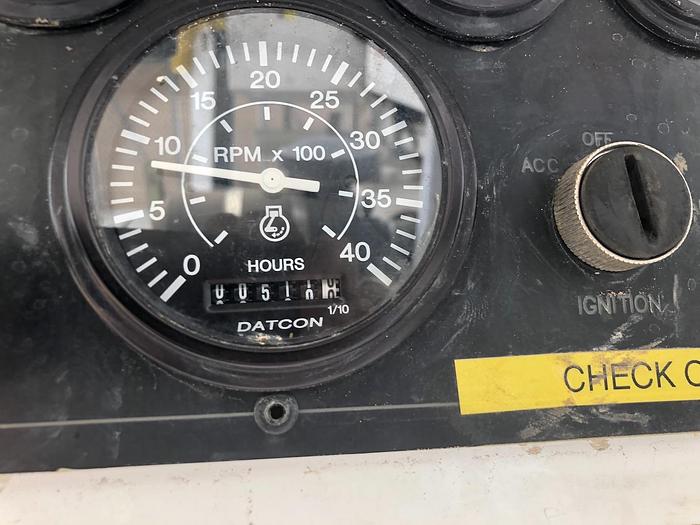 0
5
10
15
20
25
30
35
40
RPM x 100
HOURS
1/10
DATCON
OFF
ACC
IGNITION
CHECK